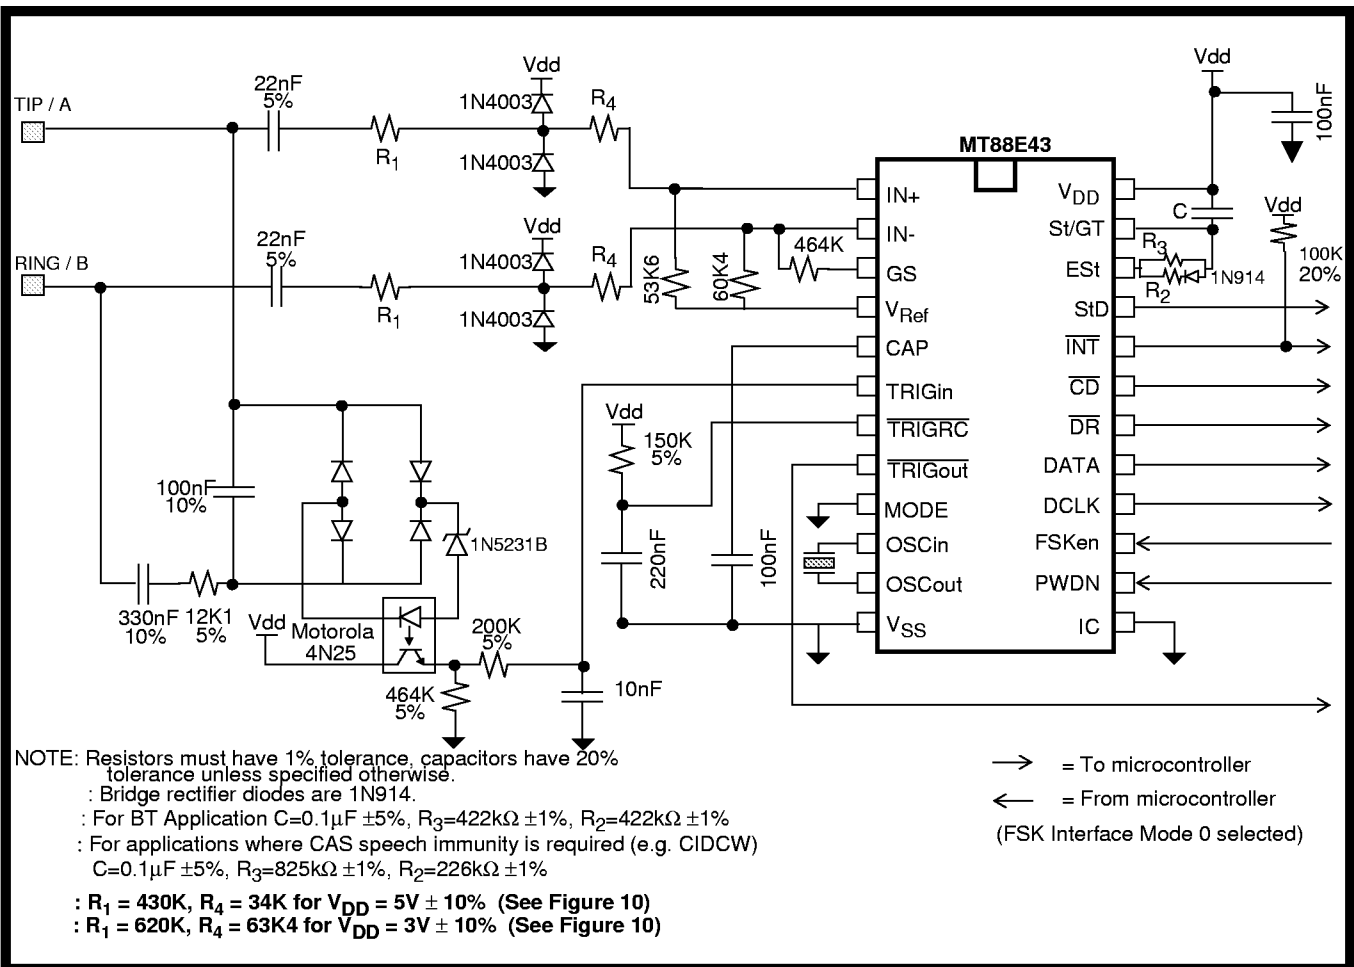 TIP / A
22nF
5%
R1
Vdd
1N4003
1N4003
R4
RING / B
22nF
5%
R1
Vdd
1N4003
1N4003
R4
53K6
60K4
464K
MT88E43
IN+
IN-
GS
VRef
CAP
TRIGin
TRIGRC
TRIGout
MODE
OSCin
OSCout
VSS
VDD
St/GT
ESt
StD
INT
CD
DR
DATA
DCLK
FSKen
PWDN
IC
Vdd
100nF
C
R3
R2
1N914
Vdd
100K
20%
Vdd
150K
5%
220nF
100nF
100nF
10%
1N5231B
330nF
10%
12K1
5%
Vdd
Motorola
4N25
200K
5%
464K
5%
10nF
NOTE: Resistors must have 1% tolerance, capacitors have 20%
tolerance unless specified otherwise.
: Bridge rectifier diodes are 1N914.
: For BT Application C=0.1µF ±5%, R3=422kΩ ±1%, R2=422kΩ ±1%
: For applications where CAS speech immunity is required (e.g. CIDCW)
C=0.1µF ±5%, R3=825kΩ ±1%, R2=226kΩ ±1%
: R1 = 430K, R4 = 34K for VDD = 5V ± 10% (See Figure 10)
: R1 = 620K, R4 = 63K4 for VDD = 3V ± 10% (See Figure 10)
= To microcontroller
= From microcontroller
(FSK Interface Mode 0 selected)